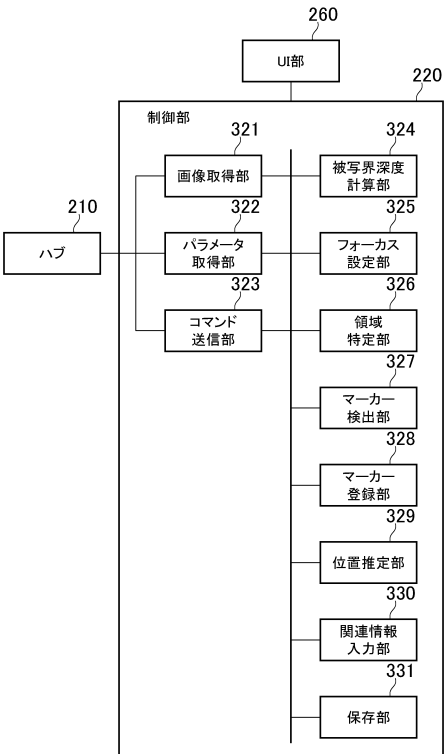 260
UI部
220
制御部
321
画像取得部
324
被写界深度
計算部
210
ハブ
322
パラメータ
取得部
325
フォーカス
設定部
323
コマンド
送信部
326
領域
特定部
327
マーカー
検出部
328
マーカー
登録部
329
位置推定部
330
関連情報
入力部
331
保存部